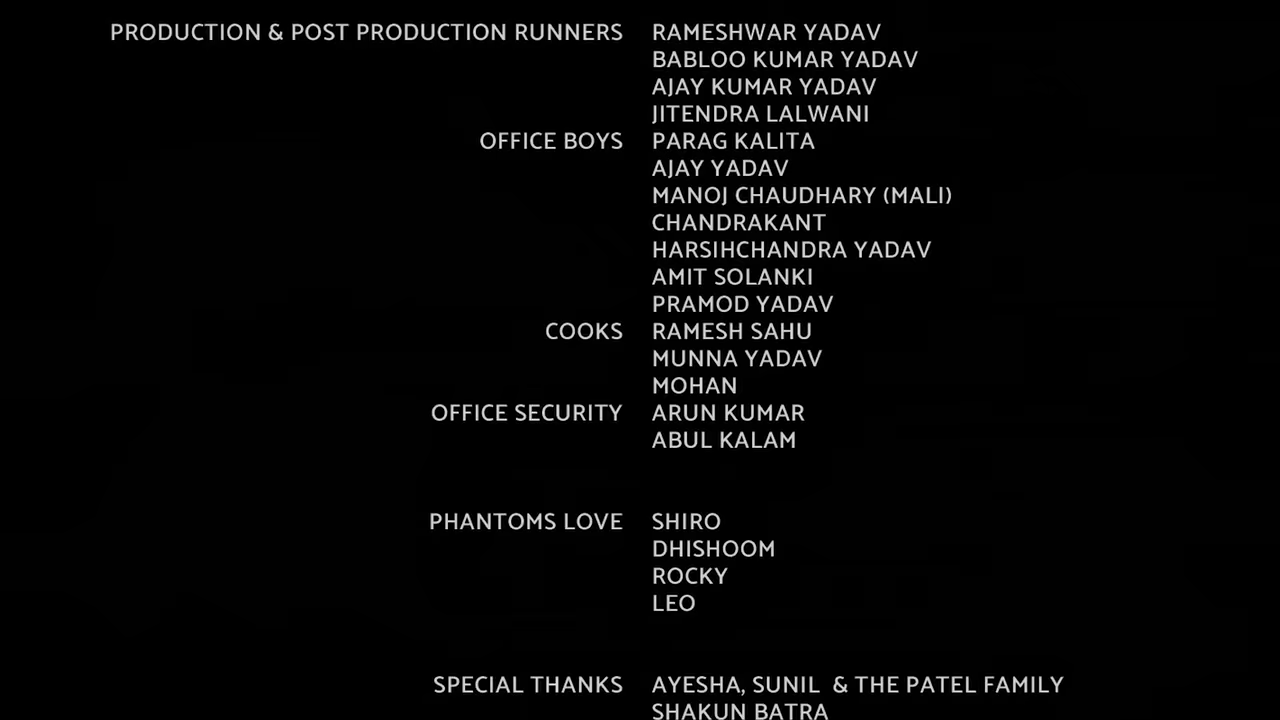 PRODUCTION & POST PRODUCTION RUNNERS RAMESHWAR YADAV
BABLOO KUMAR YADAV
AJAY KUMAR YADAV
JITENDRA LALWANI
OFFICE BOYS PARAG KALITA
AJAY YADAV
MANOJ CHAUDHARY (MALI)
CHANDRAKANT
HARSIHCHANDRA YADAV
AMIT SOLANKI
PRAMOD YADAV
COOKS RAMESH SAHU
MUNNA YADAV
MOHAN
OFFICE SECURITY ARUN KUMAR
ABUL KALAM
PHANTOMS LOVE SHIRO
DHISHOOM
ROCKY
LEO
SPECIAL THANKS AYESHA, SUNIL & THE PATEL FAMILY
SHAKUN BATRA